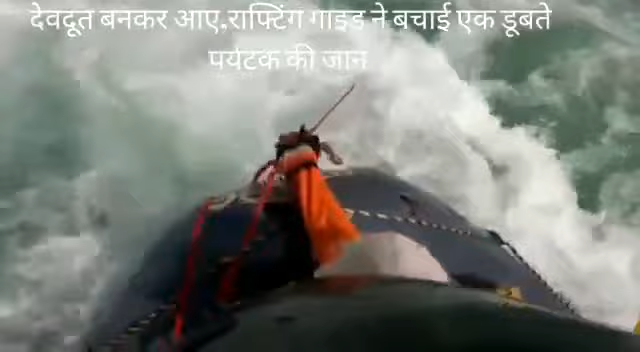 देवदूत बनकर आए,राफ्टिंग गाइड ने बचाई एक डूबते
पर्यटक की जान